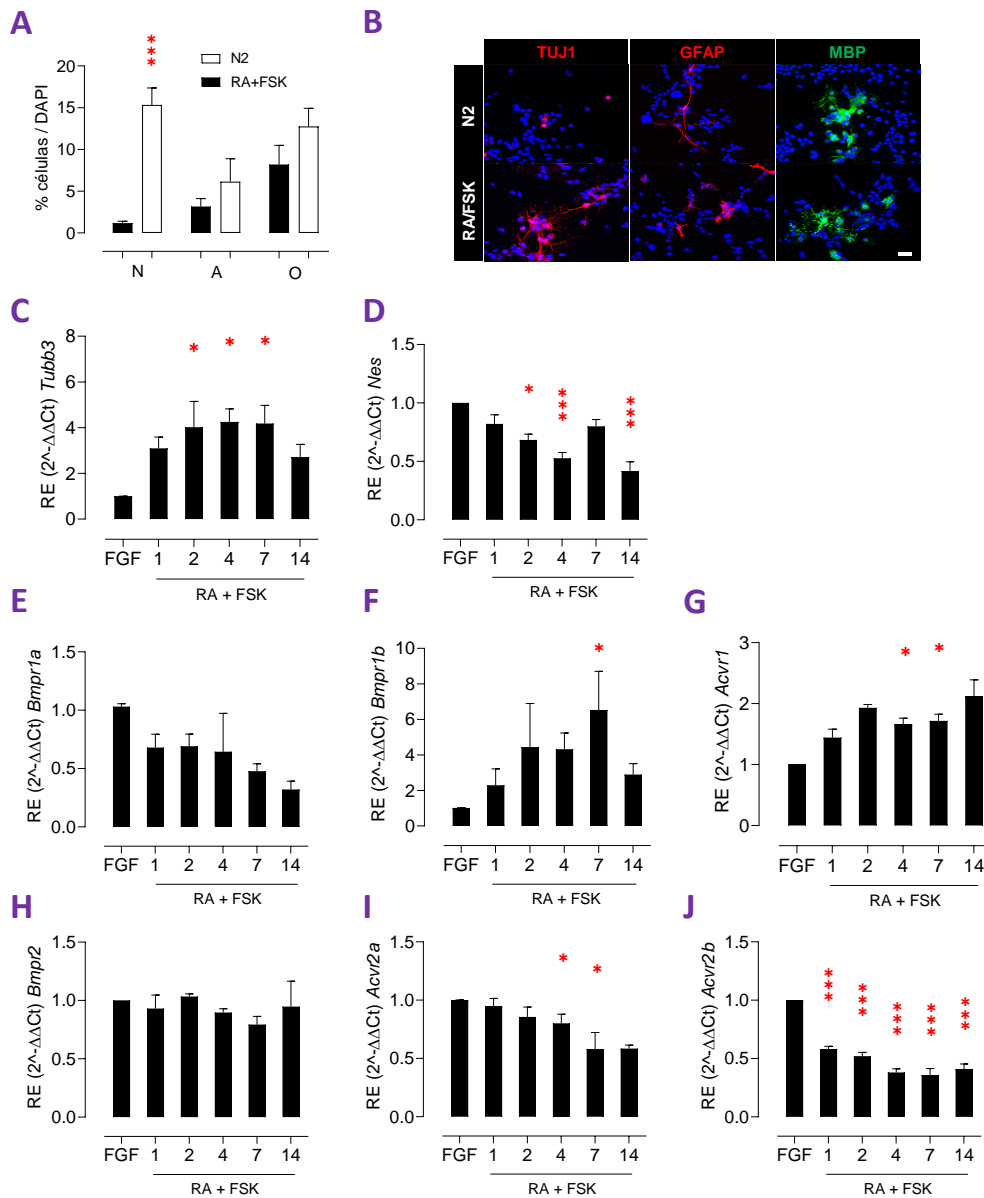 A
B
***
N2
RA+FSK
% células / DAPI
20
15
10
5
0
N
A
O
TUJ1
GFAP
MBP
N2
RA/FSK
C
D
RE (2^-ΔΔCt) Tubb3
8
6
4
2
0
*
*
*
FGF
1
2
4
7
14
RA + FSK
RE (2^-ΔΔCt) Nes
1.5
1.0
0.5
0.0
*
***
***
FGF
1
2
4
7
14
RA + FSK
E
F
G
RE (2^-ΔΔCt) Bmpr1a
1.5
1.0
0.5
0.0
FGF
1
2
4
7
14
RA + FSK
RE (2^-ΔΔCt) Bmpr1b
10
8
6
4
2
0
*
FGF
1
2
4
7
14
RA + FSK
RE (2^-ΔΔCt) Acvr1
3
2
1
0
*
*
FGF
1
2
4
7
14
RA + FSK
H
I
J
RE (2^-ΔΔCt) Bmpr2
1.5
1.0
0.5
0.0
FGF
1
2
4
7
14
RA + FSK
RE (2^-ΔΔCt) Acvr2a
1.5
1.0
0.5
0.0
*
*
FGF
1
2
4
7
14
RA + FSK
RE (2^-ΔΔCt) Acvr2b
1.5
1.0
0.5
0.0
***
***
***
***
***
FGF
1
2
4
7
14
RA + FSK